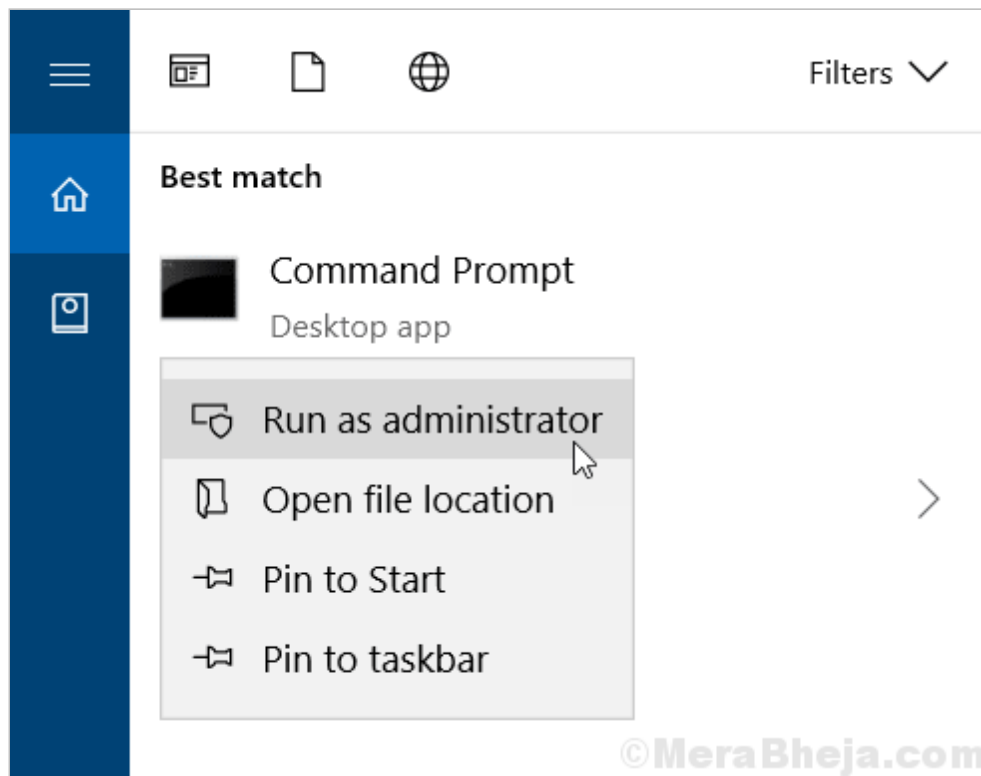 Filters
Best match
Command Prompt
Desktop app
Run as administrator
Open file location
Pin to Start
Pin to taskbar
©MeraBheja.com